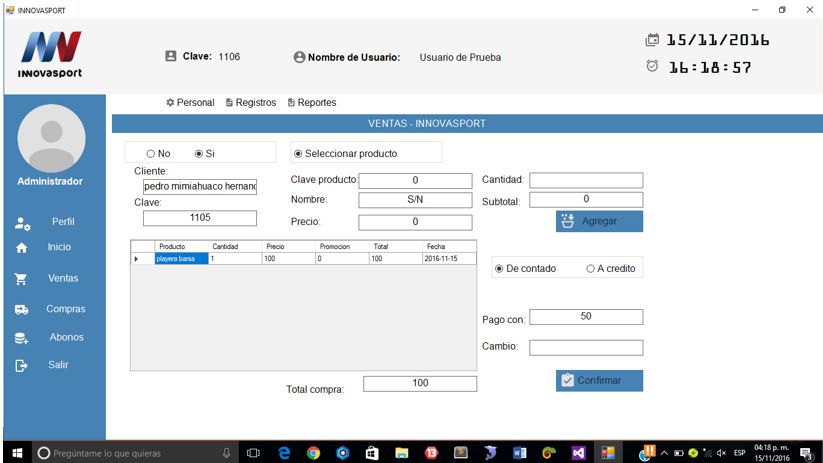 INNOVASPORT
INNOVASPORT
Clave: 1106
Nombre de Usuario: Usuario de Prueba
15/11/2016
16:18:57
Personal Registros Reportes
VENTAS - INNOVASPORT
Administrador
Perfil
Inicio
Ventas
Compras
Abonos
Salir
No Si
Cliente:
pedro mimiahuaco hernand
Clave:
1105
Seleccionar producto
Clave producto: 0
Nombre: S/N
Precio: 0
Cantidad:
Subtotal: 0
Agregar
Producto Cantidad Precio Promocion Total Fecha
playera barsa 1 100 0 100 2016-11-15
De contado A credito
Pago con: 50
Cambio:
Confirmar
Total compra: 100
Pregúntame lo que quieras
ESP
04:18 p. m.
15/11/2016
3